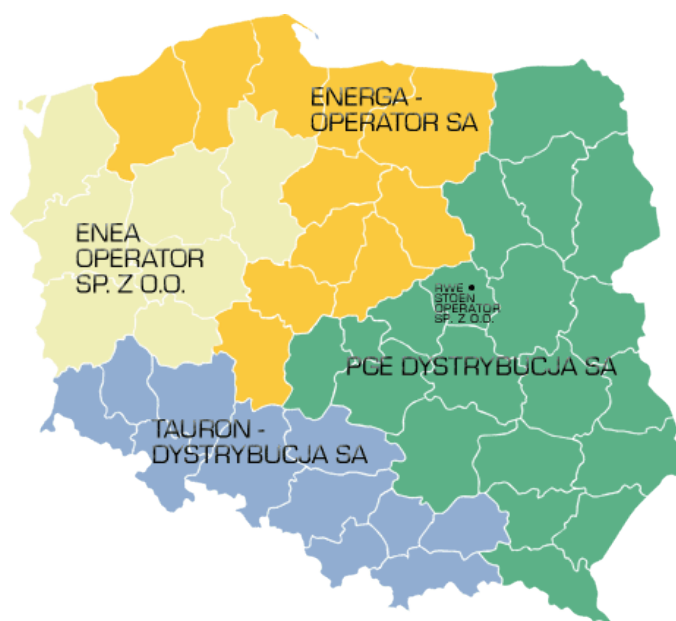 ENERGA -
OPERATOR SA
ENEA
OPERATOR
SP. Z O.O.
RWE
STOEN
OPERATOR
SP. Z O.O.
PGE DYSTRYBUCJA SA
TAURON -
DYSTRYBUCJA SA